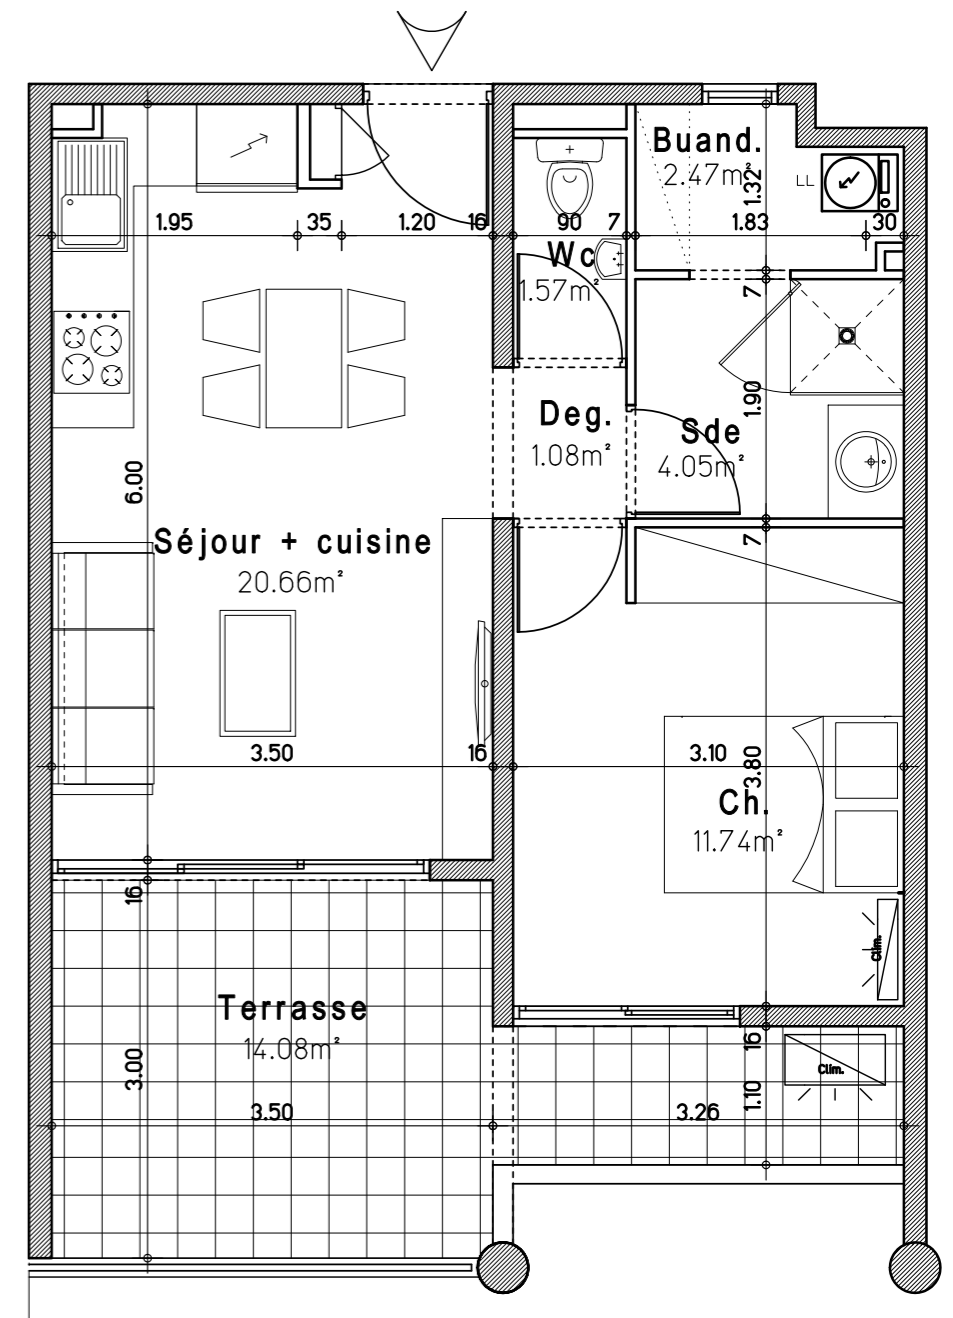 Buand.
2.47m²
1.32
LL
1.95
35
1.20
16
90
7
1.83
30
Wc
1.57m²
7
1.90
Deg.
1.08m²
Sde
4.05m²
6.00
Séjour + cuisine
20.66m²
7
3.50
16
3.10
3.80
Ch.
11.74m²
16
Clim.
Terrasse
14.08m²
3.00
16
Clim.
1.10
3.50
3.26